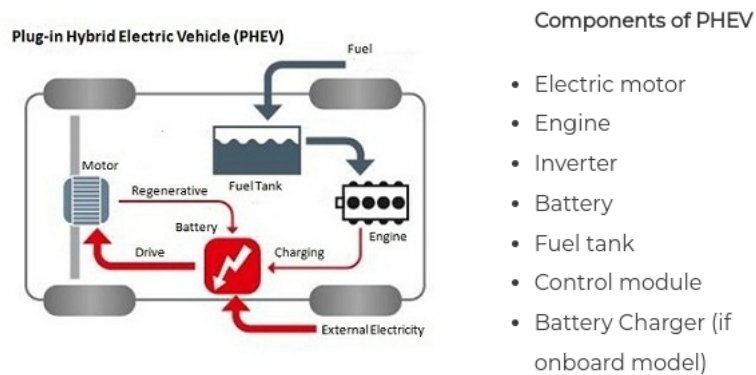 Plug-in Hybrid Electric Vehicle (PHEV)
Fuel
Motor
Regenerative
Fuel Tank
Battery
Engine
Drive
Charging
External Electricity
Components of PHEV
• Electric motor
• Engine
• Inverter
• Battery
• Fuel tank
• Control module
• Battery Charger (if
onboard model)